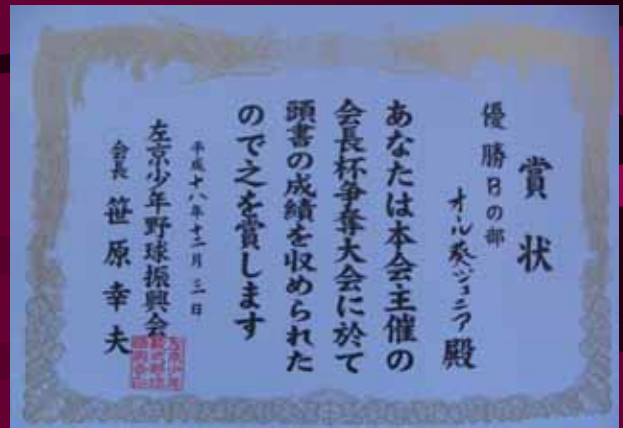 賞状
優勝Bの部
オール葵ジュニア殿
あなたは本会主催の
会長杯争奪大会に於て
頭書の成績を収められた
ので之を賞します
平成十八年十二月三日
左京少年野球振興会
会長 笹原幸夫